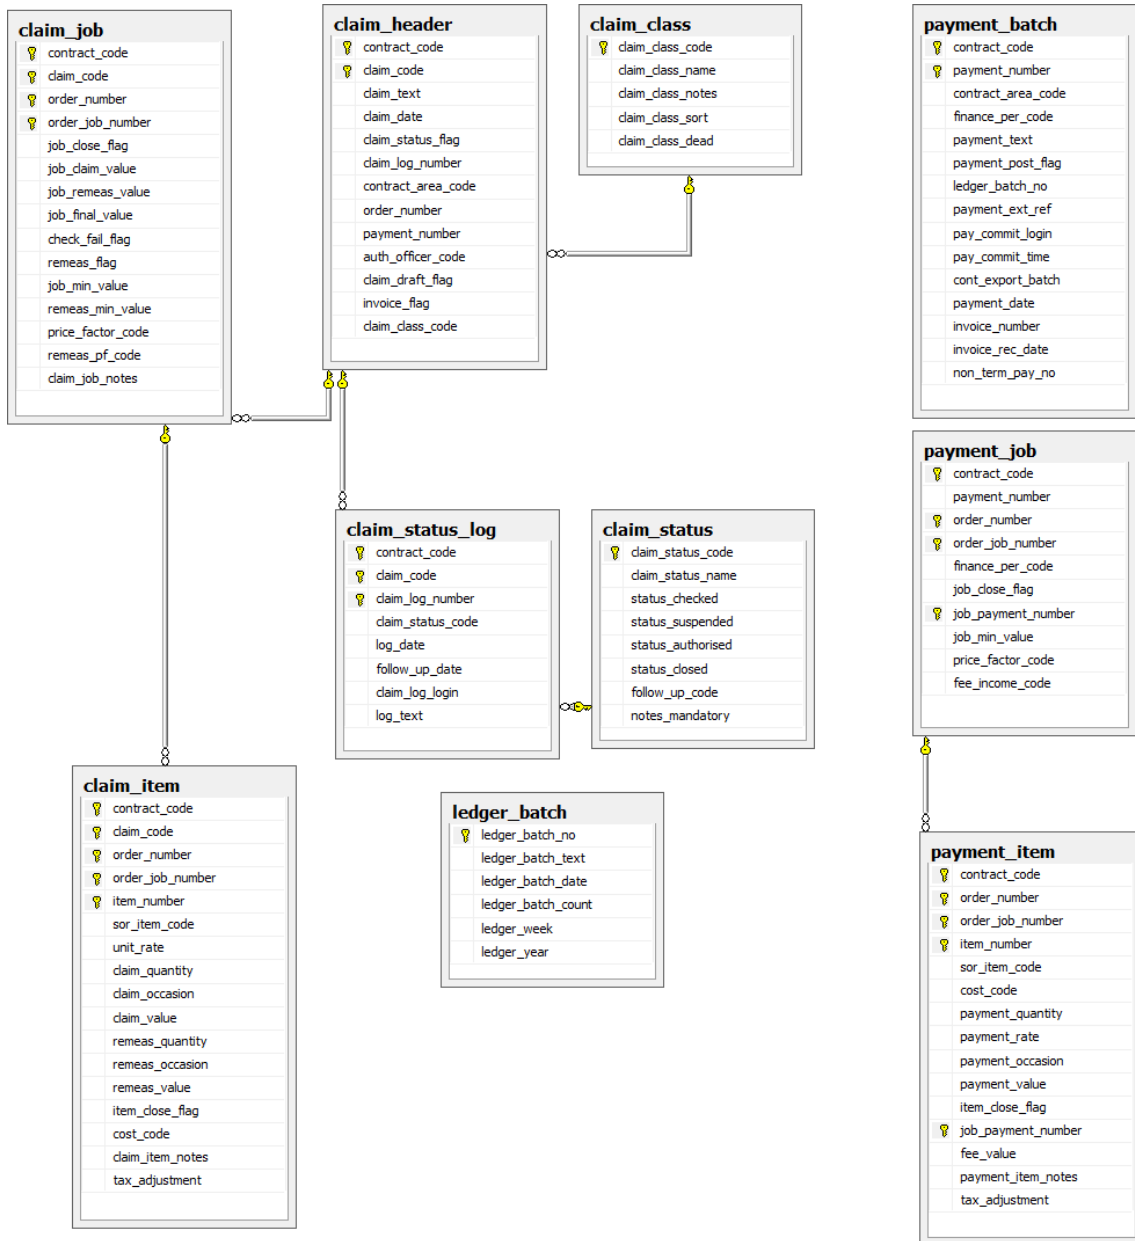 claim_job
contract_code
claim_code
order_number
order_job_number
job_close_flag
job_claim_value
job_remeas_value
job_final_value
check_fail_flag
remeas_flag
job_min_value
remeas_min_value
price_factor_code
remeas_pf_code
claim_job_notes
claim_header
contract_code
claim_code
claim_text
claim_date
claim_status_flag
claim_log_number
contract_area_code
order_number
payment_number
auth_officer_code
claim_draft_flag
invoice_flag
claim_class_code
claim_class
claim_class_code
claim_class_name
claim_class_notes
claim_class_sort
claim_class_dead
payment_batch
contract_code
payment_number
contract_area_code
finance_per_code
payment_text
payment_post_flag
ledger_batch_no
payment_ext_ref
pay_commit_login
pay_commit_time
cont_export_batch
payment_date
invoice_number
invoice_rec_date
non_term_pay_no
payment_job
contract_code
payment_number
order_number
order_job_number
finance_per_code
job_close_flag
job_payment_number
job_min_value
price_factor_code
fee_income_code
claim_status_log
contract_code
claim_code
claim_log_number
claim_status_code
log_date
follow_up_date
claim_log_login
log_text
claim_status
claim_status_code
claim_status_name
status_checked
status_suspended
status_authorised
status_closed
follow_up_code
notes_mandatory
claim_item
contract_code
claim_code
order_number
order_job_number
item_number
sor_item_code
unit_rate
claim_quantity
claim_occasion
claim_value
remeas_quantity
remeas_occasion
remeas_value
item_close_flag
cost_code
claim_item_notes
tax_adjustment
ledger_batch
ledger_batch_no
ledger_batch_text
ledger_batch_date
ledger_batch_count
ledger_week
ledger_year
payment_item
contract_code
order_number
order_job_number
item_number
sor_item_code
cost_code
payment_quantity
payment_rate
payment_occasion
payment_value
item_close_flag
job_payment_number
fee_value
payment_item_notes
tax_adjustment